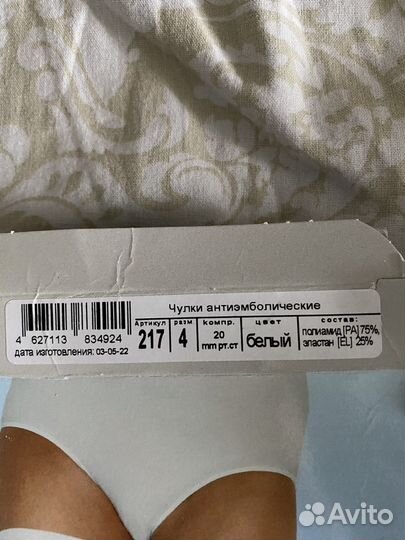 Чулки антиэмболические
Артикул разм компр. цвет состав:
217 4 20 mm рт.ст белый полиамид [PA] 75%, эластан [EL] 25%
4 627113 834924
дата изготовления: 03-05-22
Avito